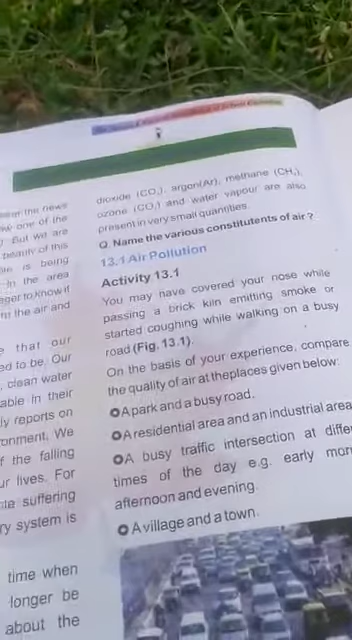 dioxide (CO₂), argon(Ar), methane (CH₄),
ozone (CO₃) and water vapour are also
present in very small quantities.
Q. Name the various constitutents of air ?
13.1 Air Pollution
Activity 13.1
You may have covered your nose while
passing a brick kiln emitting smoke or
started coughing while walking on a busy
road (Fig. 13.1).
On the basis of your experience, compare
the quality of air at theplaces given below:
A park and a busy road.
A residential area and an industrial area
A busy traffic intersection at
times of the day e.g. early
afternoon and evening.
A village and a town.
the news
one of the
But we are
beauty of this
is being
In the area
to know it
the air and
that our
ed to be. Our
, clean water
able in their
ly reports on
onment. We
f the falling
ur lives. For
suffering
ry system is
time when
longer be
about the